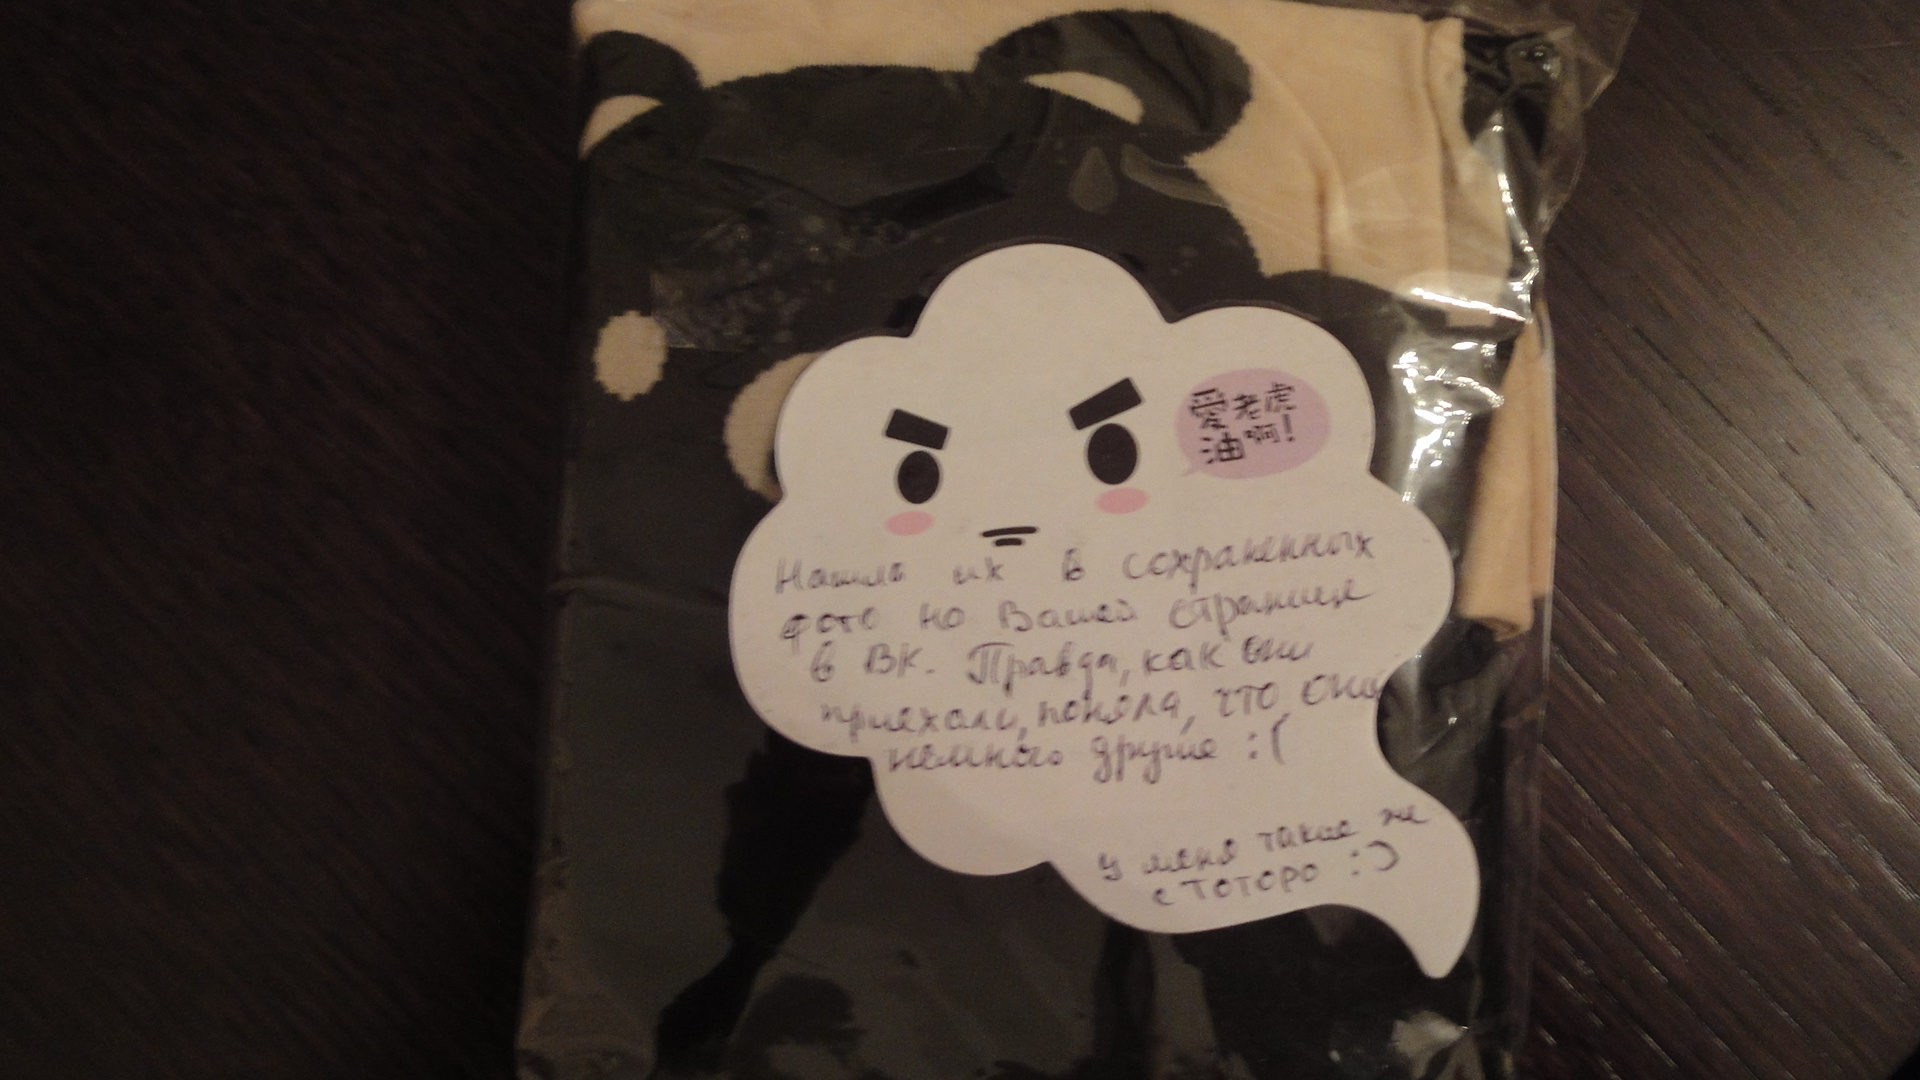 愛老虎
油啊!
Нашла их в сохраненных
фото на Вашей странице
в ВК. Правда, как они
приехали, поняла, что они
немного другие :(
у меня такие же
с Тоторо :)